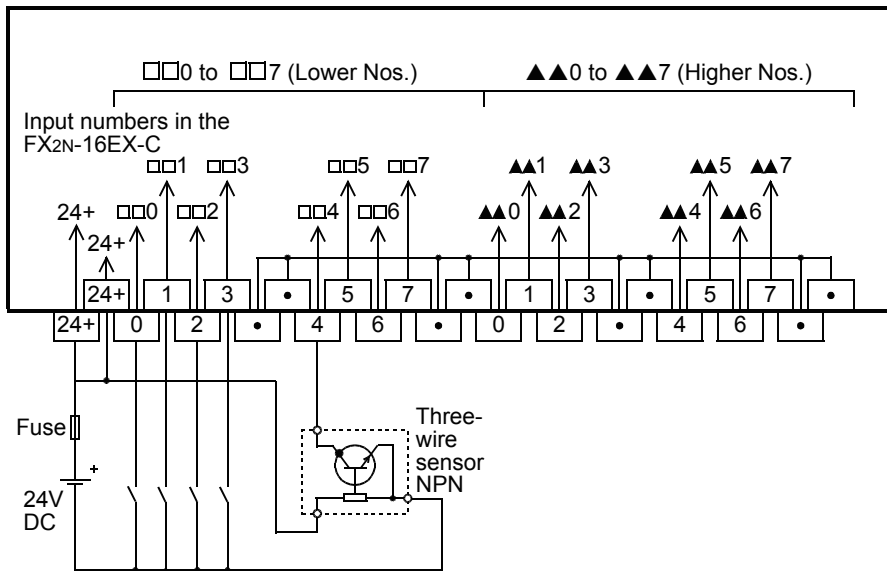 □□0 to □□7 (Lower Nos.)
▲▲0 to ▲▲7 (Higher Nos.)
Input numbers in the
FX2N-16EX-C
□□1 □□3 □□5 □□7 ▲▲1 ▲▲3 ▲▲5 ▲▲7
24+ □□0 □□2 □□4 □□6 ▲▲0 ▲▲2 ▲▲4 ▲▲6
24+
24+ 1 3 • 5 7 • 1 3 • 5 7 •
24+ 0 2 • 4 6 • 0 2 • 4 6 •
Fuse
+
24V
DC
Three-
wire
sensor
NPN